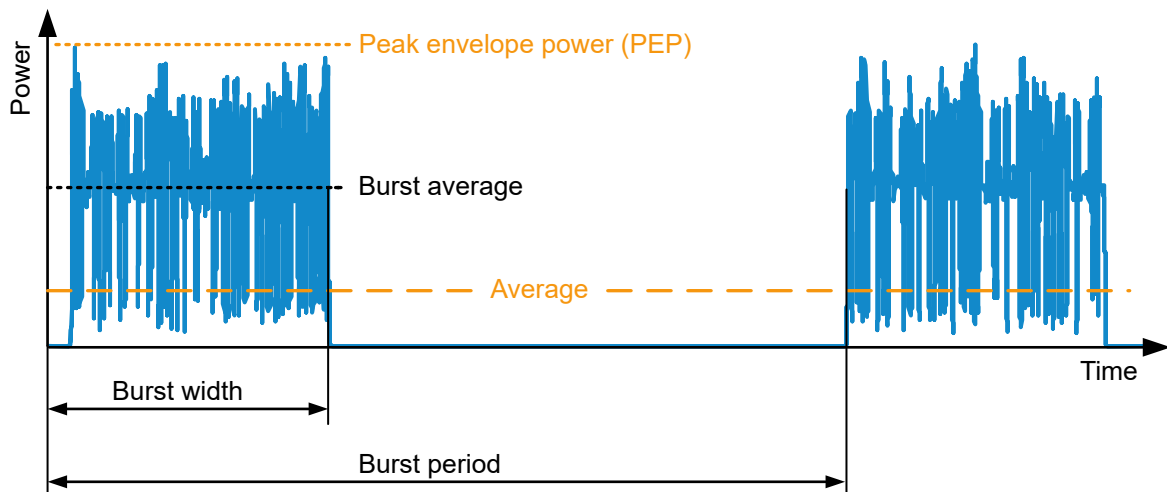 Peak envelope power (PEP)
Power
Burst average
Average
Time
Burst width
Burst period